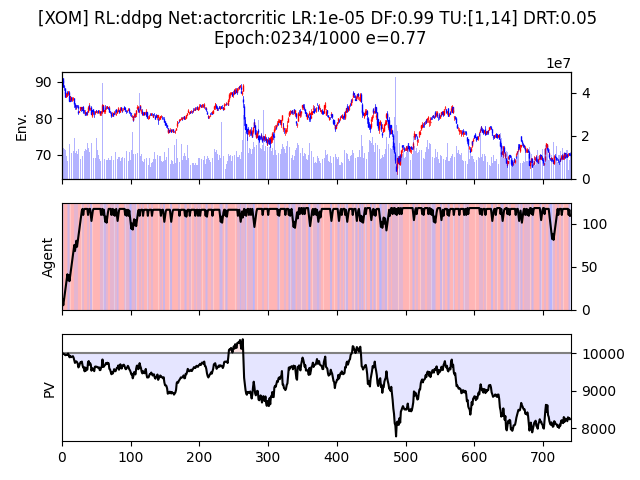 [XOM] RL:ddpg Net:actorcritic LR:1e-05 DF:0.99 TU:[1,14] DRT:0.05
Epoch:0234/1000 e=0.77
1e7
90
80
70
Env.
4
2
0
Agent
100
50
0
PV
10000
9000
8000
0 100 200 300 400 500 600 700